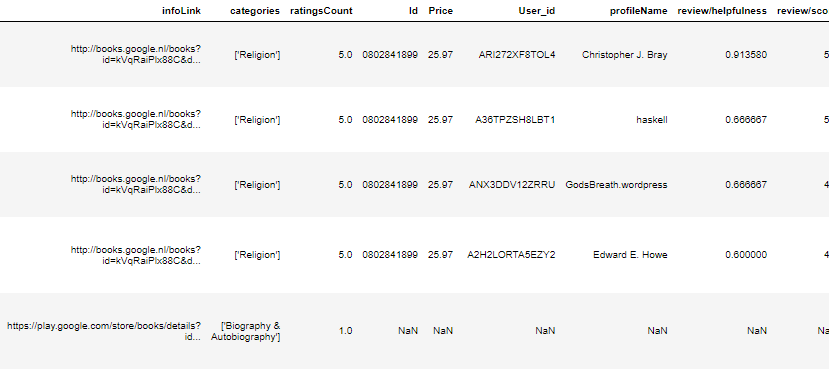 infoLink categories ratingsCount Id Price User_id profileName review/helpfulness review/sco
http://books.google.nl/books?
id=kVqRaiPlx88C&d... ['Religion'] 5.0 0802841899 25.97 ARI272XF8TOL4 Christopher J. Bray 0.913580 5
http://books.google.nl/books?
id=kVqRaiPlx88C&d... ['Religion'] 5.0 0802841899 25.97 A36TPZSH8LBT1 haskell 0.666667 5
http://books.google.nl/books?
id=kVqRaiPlx88C&d... ['Religion'] 5.0 0802841899 25.97 ANX3DDV12ZRRU GodsBreath.wordpress 0.666667 4
http://books.google.nl/books?
id=kVqRaiPlx88C&d... ['Religion'] 5.0 0802841899 25.97 A2H2LORTA5EZY2 Edward E. Howe 0.600000 4
https://play.google.com/store/books/details? ['Biography &
id... Autobiography'] 1.0 NaN NaN NaN NaN NaN Na